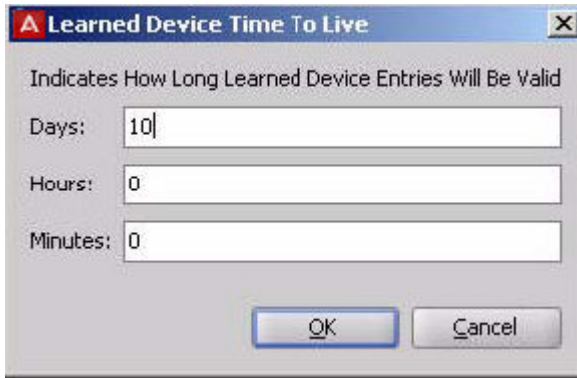 A Learned Device Time To Live
Indicates How Long Learned Device Entries Will Be Valid
Days: 10
Hours: 0
Minutes: 0
OK Cancel